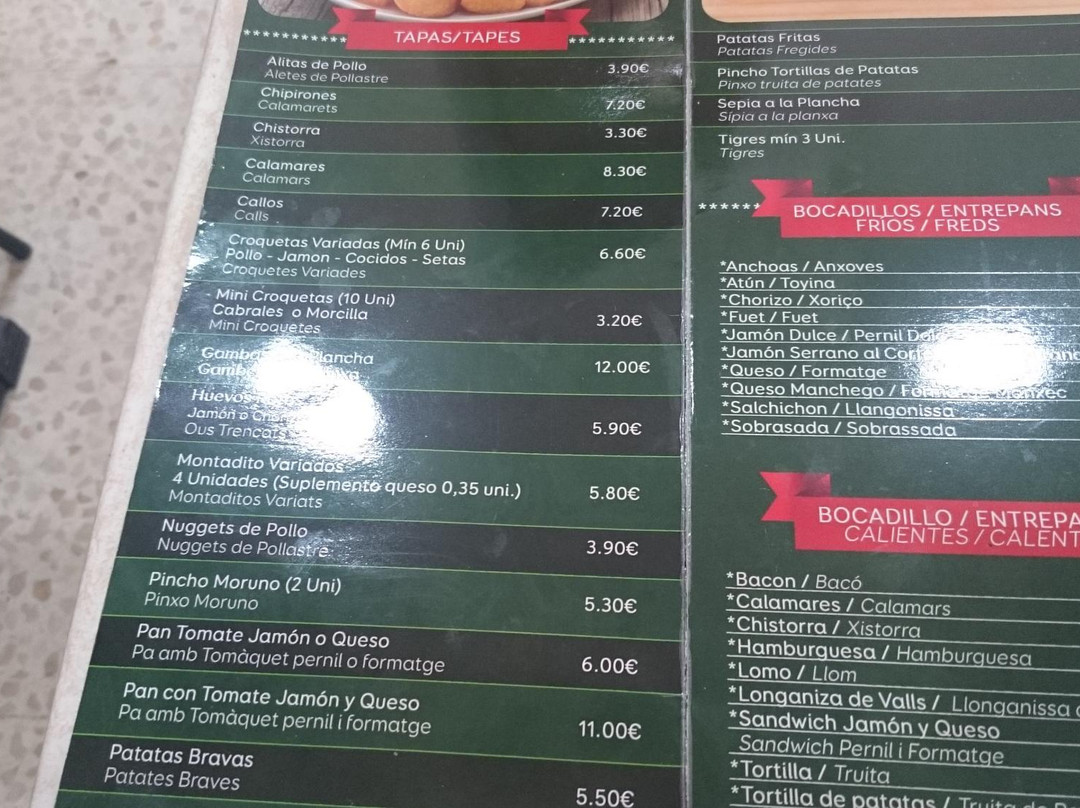 TAPAS/TAPES
Alitas de Pollo 3.90€
Aletes de Pollastre
Chipirones 7.20€
Calamarets
Chistorra 3.30€
Xistorra
Calamares 8.30€
Calamars
Callos 7.20€
Calls
Croquetas Variadas (Mín 6 Uni)
Pollo - Jamon - Cocidos - Setas 6.60€
Croquetes Variades
Mini Croquetas (10 Uni)
Cabrales o Morcilla 3.20€
Mini Croquetes
12.00€
Huevos
Jamón o
Ous Trencats 5.90€
Montadito Variados
4 Unidades (Suplemento queso 0,35 uni.) 5.80€
Montaditos Variats
Nuggets de Pollo 3.90€
Nuggets de Pollastre
Pincho Moruno (2 Uni) 5.30€
Pinxo Moruno
Pan Tomate Jamón o Queso 6.00€
Pa amb Tomàquet pernil o formatge
Pan con Tomate Jamón y Queso 11.00€
Pa amb Tomàquet pernil i formatge
Patatas Bravas 5.50€
Patates Braves
Patatas Fritas
Patatas Fregides
Pincho Tortillas de Patatas
Pinxo truita de patates
Sepia a la Plancha
Sípia a la planxa
Tigres mín 3 Uni.
Tigres
BOCADILLOS / ENTREPANS
FRIOS / FREDS
*Anchoas / Anxoves
*Atún / Toyina
*Chorizo / Xoriço
*Fuet / Fuet
*Jamón Dulce / Pernil
*Jamón Serrano al
*Queso / Formatge
*Queso Manchego /
*Salchichon / Llangonissa
*Sobrasada / Sobrassada
BOCADILLO / ENTREPA
CALIENTES / CALENT
*Bacon / Bacó
*Calamares / Calamars
*Chistorra / Xistorra
*Hamburguesa / Hamburguesa
*Lomo / Llom
*Longaniza de Valls / Llonganissa
*Sandwich Jamón y Queso
Sandwich Pernil i Formatge
*Tortilla / Truita
*Tortilla de patatas / Truita de